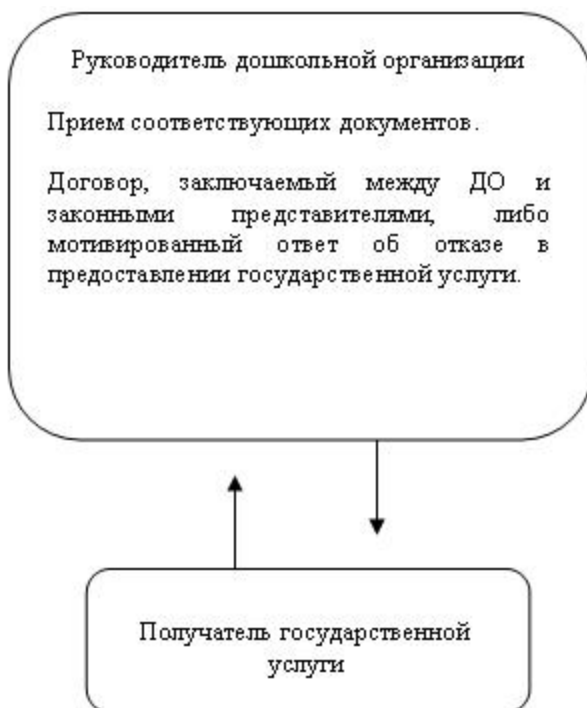 Руководитель дошкольной организации
Прием соответствующих документов.
Договор, заключаемый между ДО и
законными представителями, либо
мотивированный ответ об отказе в
предоставлении государственной услуги.
Получатель государственной
услуги